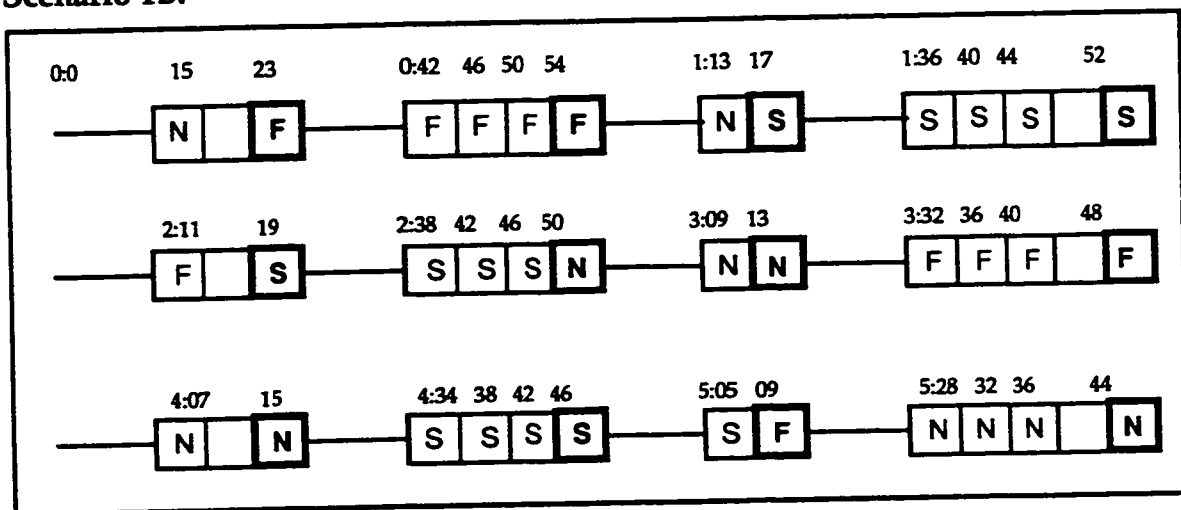 0:0 15 23 0:42 46 50 54 1:13 17 1:36 40 44 52
N F F F F F N S S S S S
2:11 19 2:38 42 46 50 3:09 13 3:32 36 40 48
F S S S S N N N F F F F
4:07 15 4:34 38 42 46 5:05 09 5:28 32 36 44
N N S S S S S F N N N N